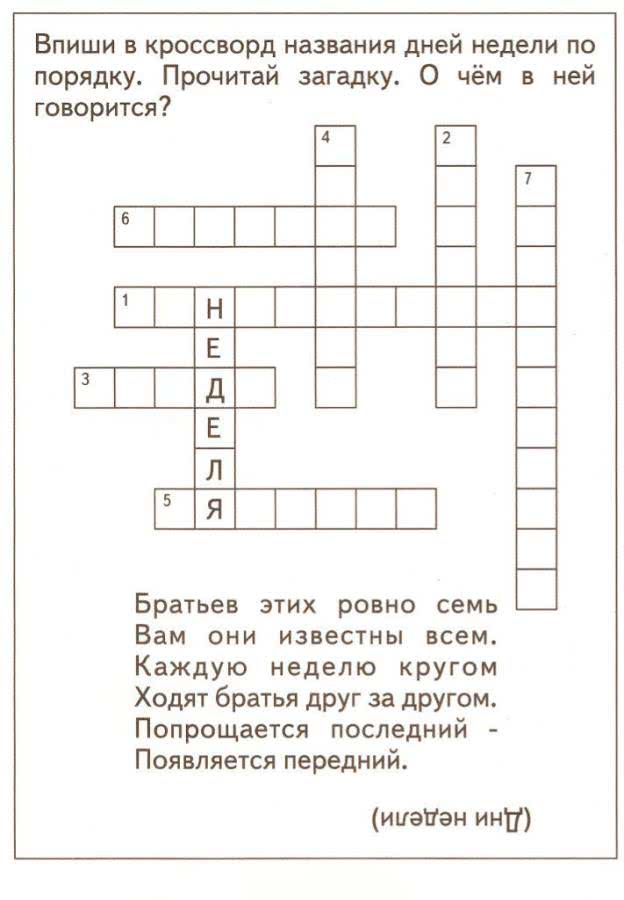 Впиши в кроссворд названия дней недели по
порядку. Прочитай загадку. О чём в ней
говорится?
4
2
7
6
1
Н
Е
3
Д
Е
Л
5
Я
Братьев этих ровно семь
Вам они известны всем.
Каждую неделю кругом
Ходят братья друг за другом.
Попрощается последний -
Появляется передний.
(Дни недели)